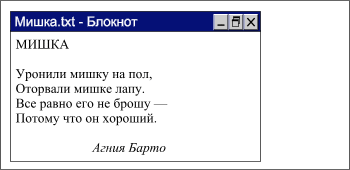 Мишка.txt - Блокнот
МИШКА
Уронили мишку на пол,
Оторвали мишке лапу.
Все равно его не брошу —
Потому что он хороший.
Агния Барто